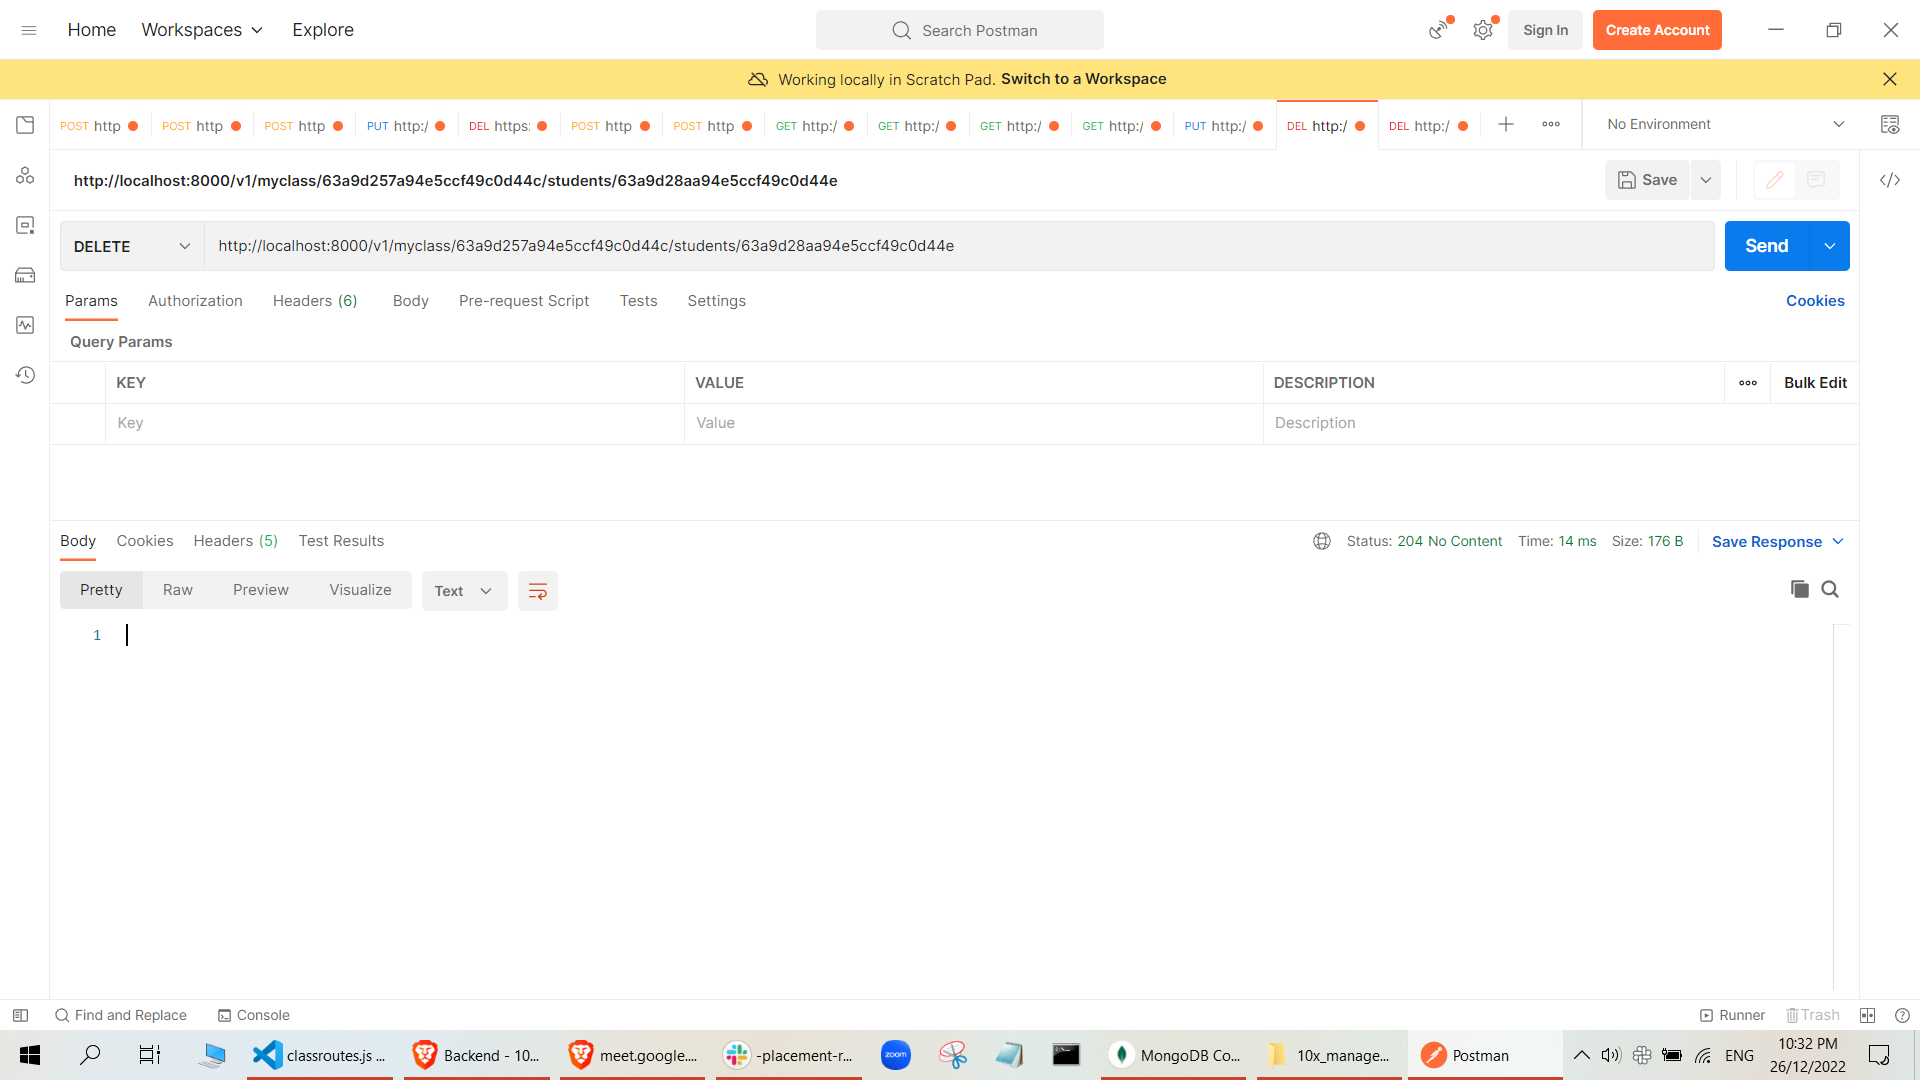 Home Workspaces Explore Search Postman Sign In Create Account
Working locally in Scratch Pad. Switch to a Workspace
POST http POST http POST http PUT http:/ DEL https: POST http POST http GET http:/ GET http:/ GET http:/ GET http:/ PUT http:/ DEL http:/ DEL http:/ No Environment
http://localhost:8000/v1/myclass/63a9d257a94e5ccf49c0d44c/students/63a9d28aa94e5ccf49c0d44e Save
DELETE http://localhost:8000/v1/myclass/63a9d257a94e5ccf49c0d44c/students/63a9d28aa94e5ccf49c0d44e Send
Params Authorization Headers (6) Body Pre-request Script Tests Settings Cookies
Query Params
KEY VALUE DESCRIPTION Bulk Edit
Key Value Description
Body Cookies Headers (5) Test Results Status: 204 No Content Time: 14 ms Size: 176 B Save Response
Pretty Raw Preview Visualize Text
1
Find and Replace Console Runner Trash
classroutes.js ... Backend - 10... meet.google.... -placement-r... zoom MongoDB Co... 10x_manage... Postman ENG 10:32 PM
26/12/2022